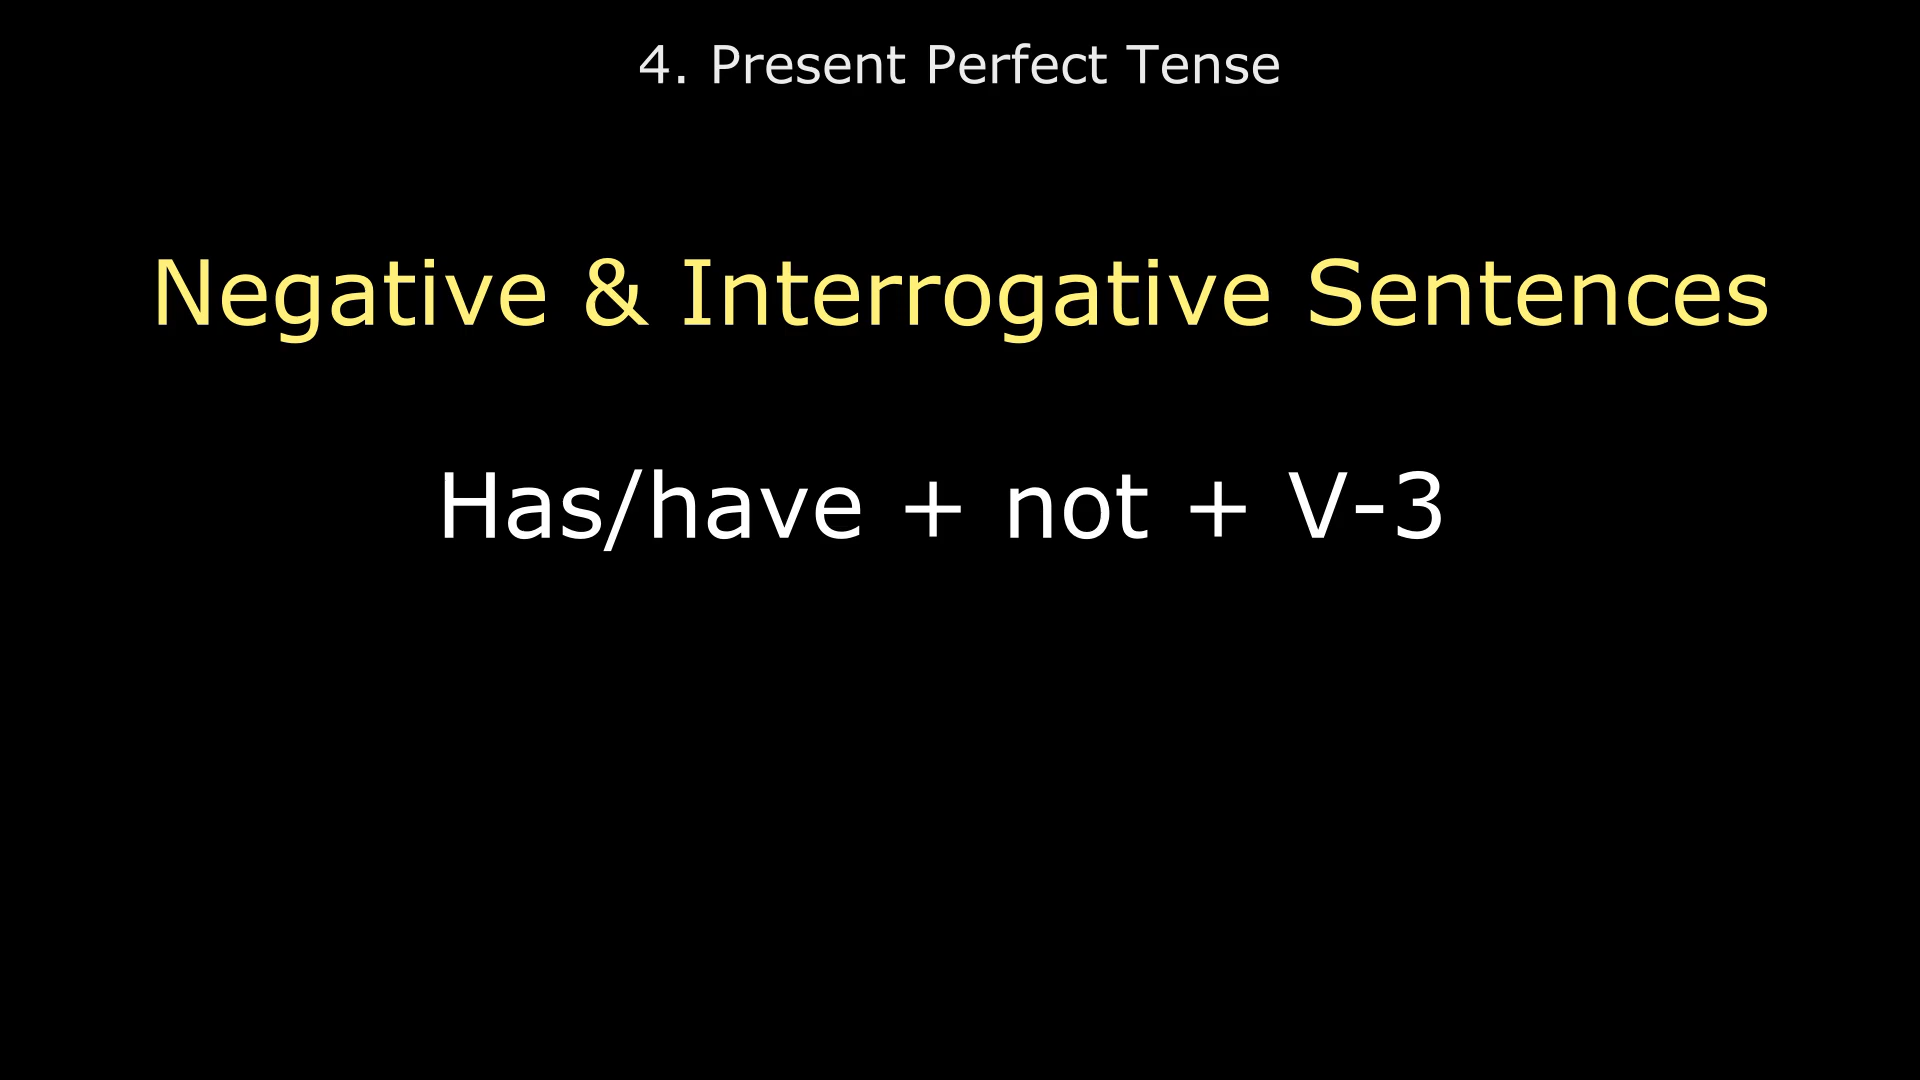 4. Present Perfect Tense
Negative & Interrogative Sentences
Has/have + not + V-3